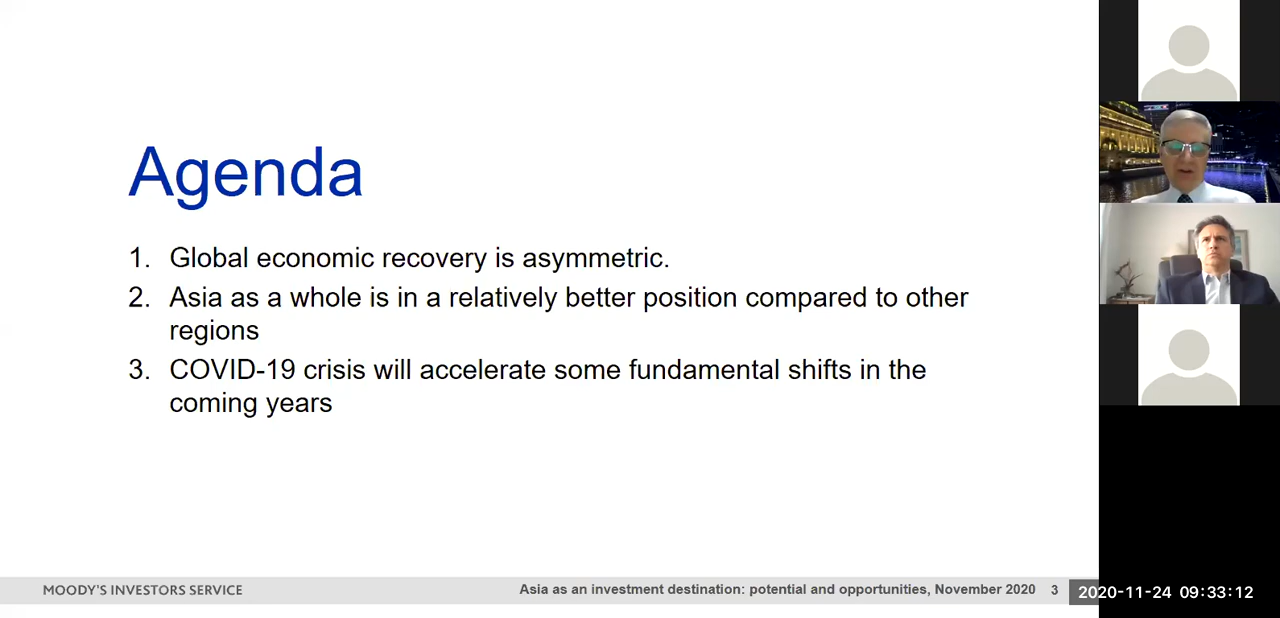 Agenda
1. Global economic recovery is asymmetric.
2. Asia as a whole is in a relatively better position compared to other
regions
3. COVID-19 crisis will accelerate some fundamental shifts in the
coming years
MOODY'S INVESTORS SERVICE
Asia as an investment destination: potential and opportunities, November 2020 3
2020-11-24 09:33:12